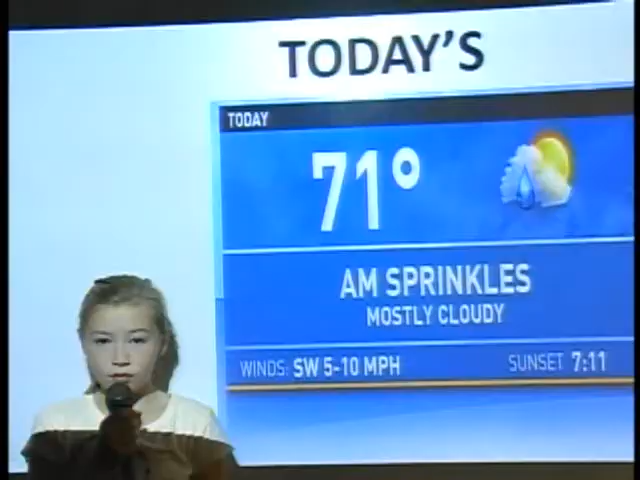 TODAY'S
TODAY
71°
AM SPRINKLES
MOSTLY CLOUDY
WINDS: SW 5-10 MPH SUNSET 7:11